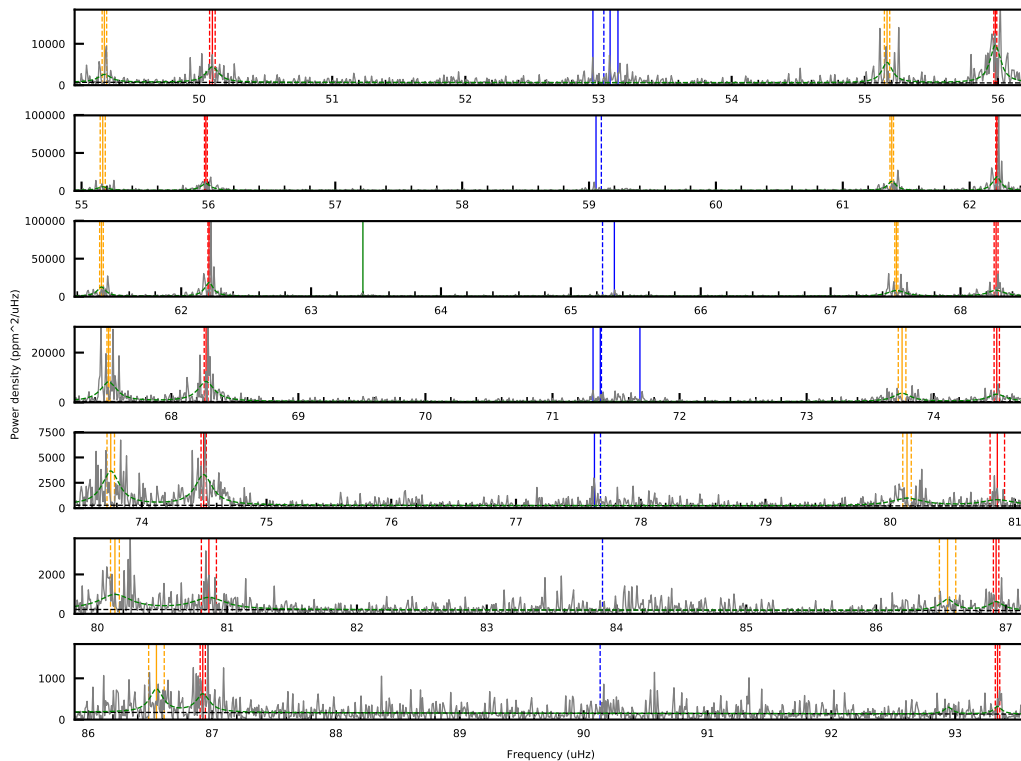 10000
0
50 51 52 53 54 55 56
100000
50000
0
55 56 57 58 59 60 61 62
100000
50000
0
62 63 64 65 66 67 68
20000
0
68 69 70 71 72 73 74
Power density (ppm^2/uHz)
7500
5000
2500
0
74 75 76 77 78 79 80 81
2000
0
80 81 82 83 84 85 86 87
1000
0
86 87 88 89 90 91 92 93
Frequency (uHz)